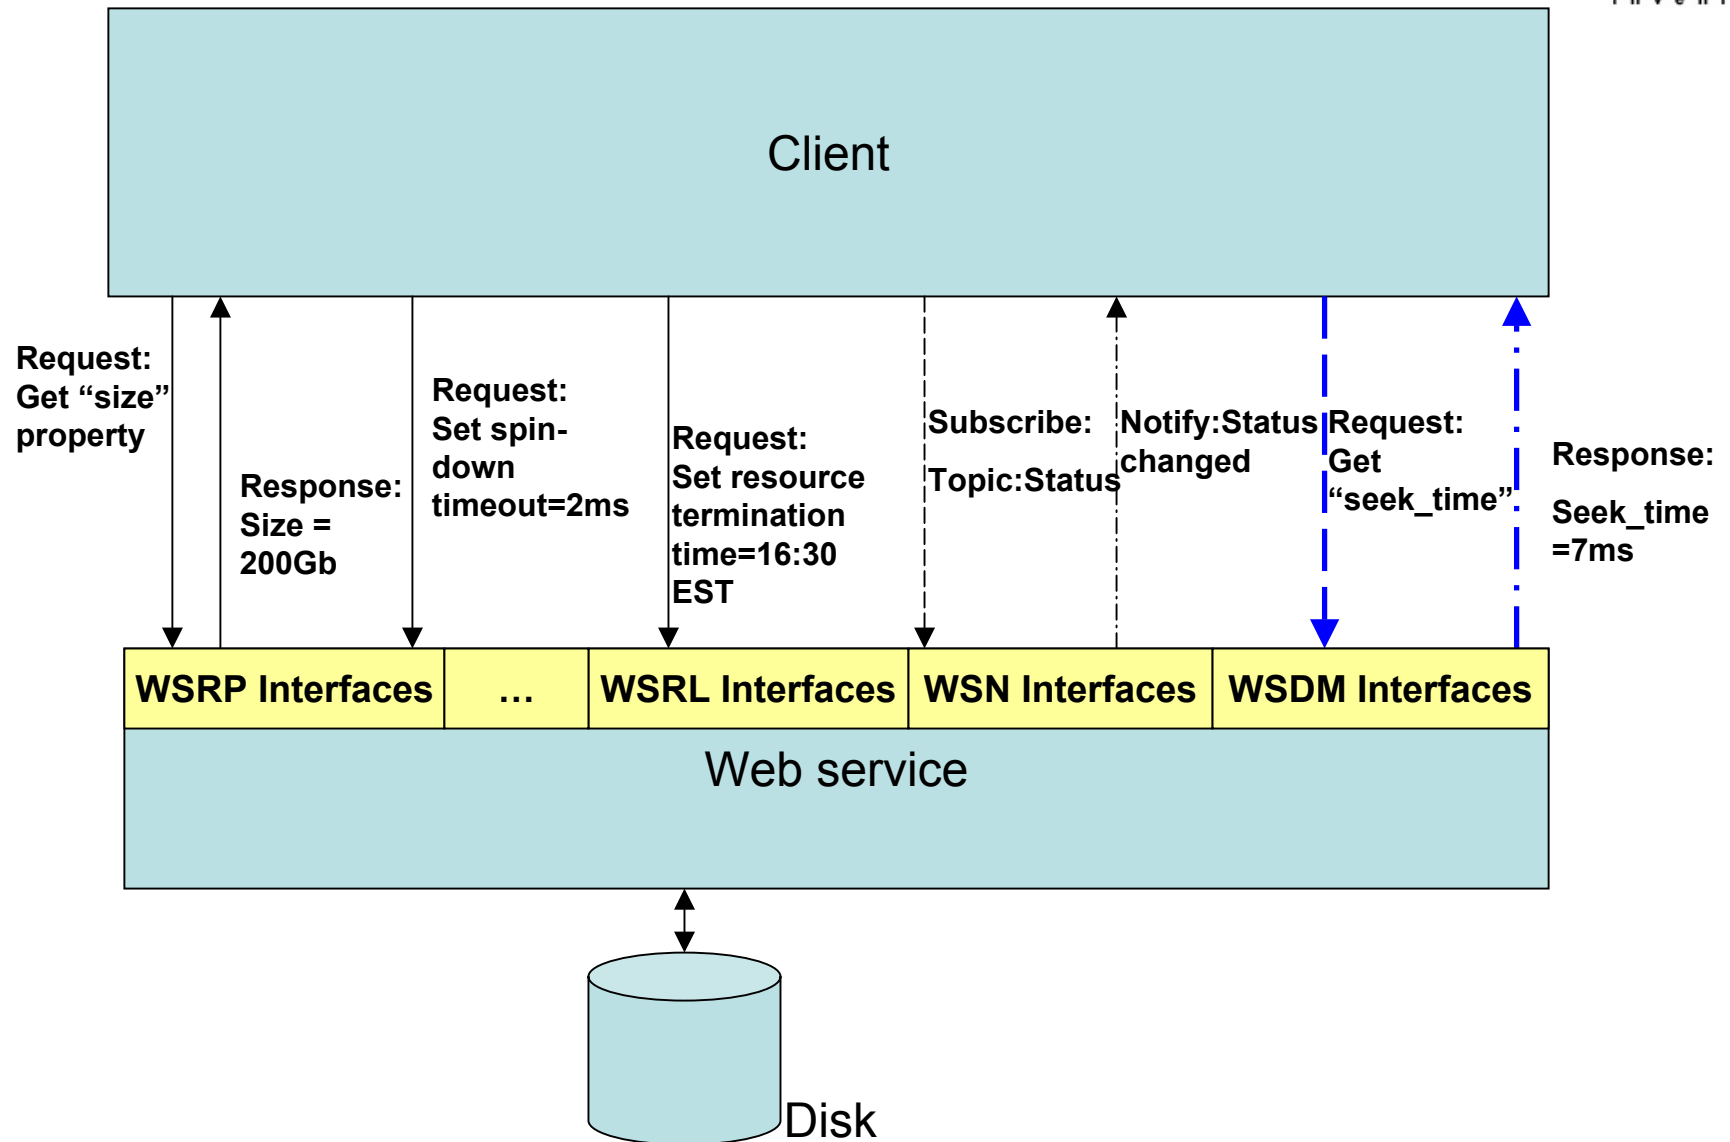 Client
Request:
Get “size”
property
Response:
Size =
200Gb
Request:
Set spin-
down
timeout=2ms
Request:
Set resource
termination
time=16:30
EST
Subscribe:
Topic:Status
Notify:Status
changed
Request:
Get
“seek_time”
Response:
Seek_time
=7ms
WSRP Interfaces
...
WSRL Interfaces
WSN Interfaces
WSDM Interfaces
Web service
Disk